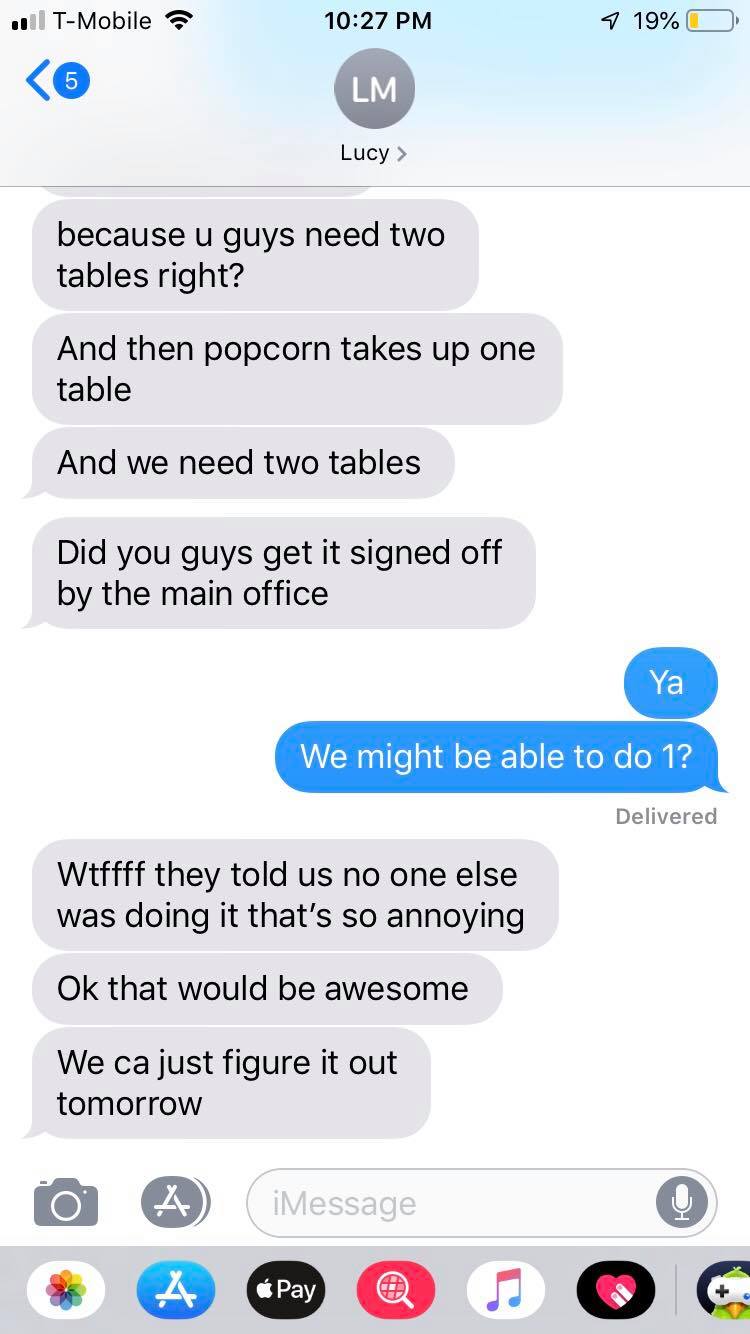 T-Mobile 10:27 PM 19%
5
LM
Lucy
because u guys need two
tables right?
And then popcorn takes up one
table
And we need two tables
Did you guys get it signed off
by the main office
Ya
We might be able to do 1?
Delivered
Wtffff they told us no one else
was doing it that's so annoying
Ok that would be awesome
We ca just figure it out
tomorrow
iMessage
Pay